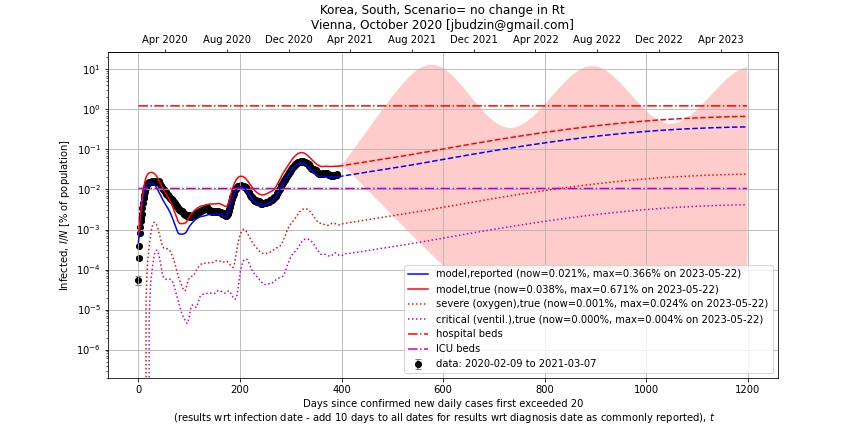 Korea, South, Scenario= no change in Rt
Vienna, October 2020 [jbudzin@gmail.com]
Apr 2020 Aug 2020 Dec 2020 Apr 2021 Aug 2021 Dec 2021 Apr 2022 Aug 2022 Dec 2022 Apr 2023
Infected, I/N [% of population]
10¹
10⁰
10⁻¹
10⁻²
10⁻³
10⁻⁴
10⁻⁵
10⁻⁶
model,reported (now=0.021%, max=0.366% on 2023-05-22)
model,true (now=0.038%, max=0.671% on 2023-05-22)
severe (oxygen),true (now=0.001%, max=0.024% on 2023-05-22)
critical (ventil.),true (now=0.000%, max=0.004% on 2023-05-22)
hospital beds
ICU beds
data: 2020-02-09 to 2021-03-07
0 200 400 600 800 1000 1200
Days since confirmed new daily cases first exceeded 20
(results wrt infection date - add 10 days to all dates for results wrt diagnosis date as commonly reported), t